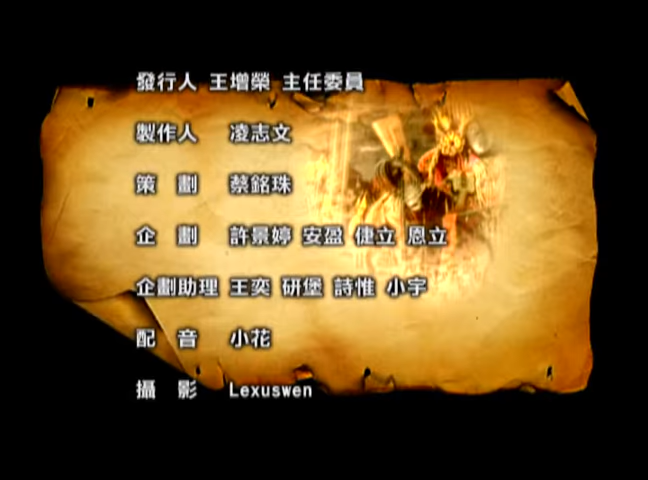 發行人 王增榮 主任委員
製作人 凌志文
策 劃 蔡銘珠
企 劃 許景婷 安盈 倢立 恩立
企劃助理 王奕 研堡 詩惟 小宇
配 音 小花
攝 影 Lexuswen